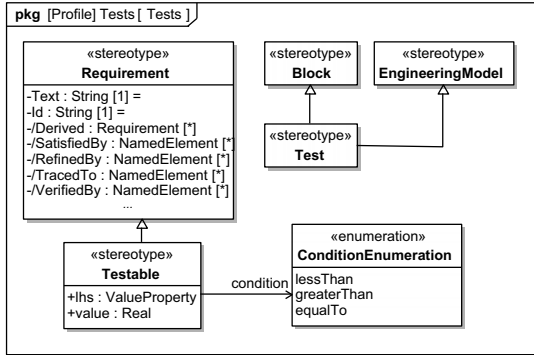 pkg [Profile] Tests [ Tests ]
«stereotype»
Requirement
-Text : String [1] =
-Id : String [1] =
-/Derived : Requirement [*]
-/SatisfiedBy : NamedElement [*]
-/RefinedBy : NamedElement [*]
-/TracedTo : NamedElement [*]
-/VerifiedBy : NamedElement [*]
...
«stereotype»
Block
«stereotype»
EngineeringModel
«stereotype»
Test
«stereotype»
Testable
+lhs : ValueProperty
+value : Real
condition
«enumeration»
ConditionEnumeration
lessThan
greaterThan
equalTo